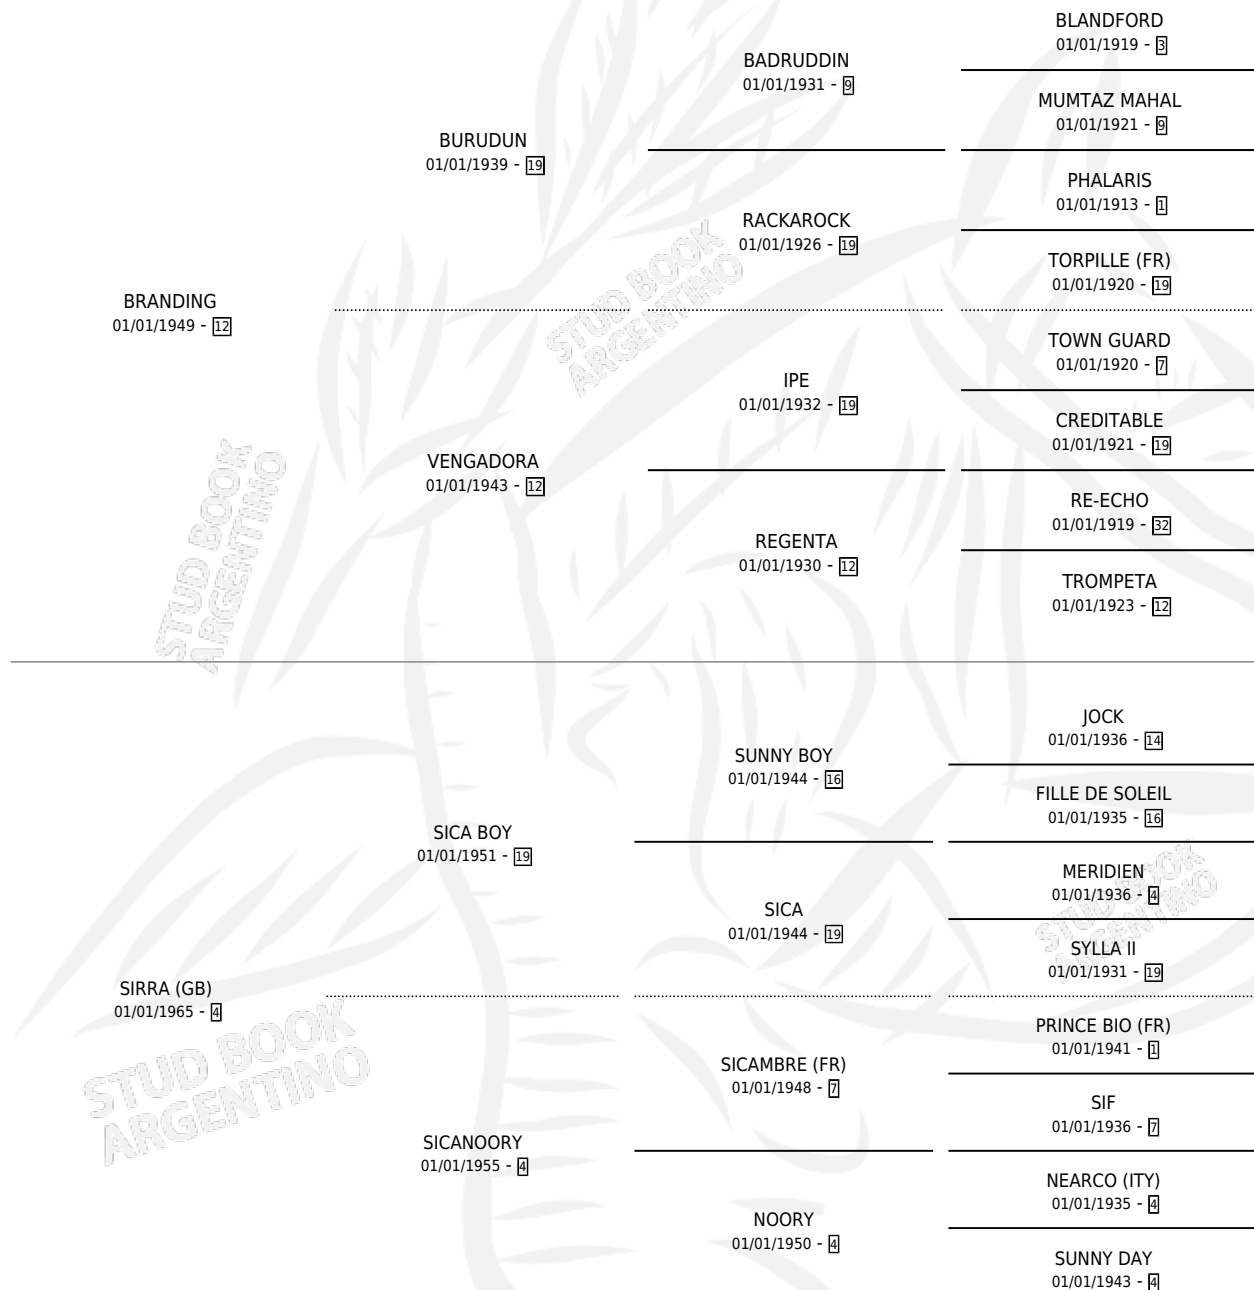 BRANDING
01/01/1949 - 12
BURUDUN
01/01/1939 - 19
BADRUDDIN
01/01/1931 - 9
BLANDFORD
01/01/1919 - 3
MUMTAZ MAHAL
01/01/1921 - 9
RACKAROCK
01/01/1926 - 19
PHALARIS
01/01/1913 - 1
TORPILLE (FR)
01/01/1920 - 19
VENGADORA
01/01/1943 - 12
IPE
01/01/1932 - 19
TOWN GUARD
01/01/1920 - 7
CREDITABLE
01/01/1921 - 19
REGENTA
01/01/1930 - 12
RE-ECHO
01/01/1919 - 32
TROMPETA
01/01/1923 - 12
SIRRA (GB)
01/01/1965 - 4
SICA BOY
01/01/1951 - 19
SUNNY BOY
01/01/1944 - 16
JOCK
01/01/1936 - 14
FILLE DE SOLEIL
01/01/1935 - 16
SICA
01/01/1944 - 19
MERIDIEN
01/01/1936 - 4
SYLLA II
01/01/1931 - 19
SICANOORY
01/01/1955 - 4
SICAMBRE (FR)
01/01/1948 - 7
PRINCE BIO (FR)
01/01/1941 - 1
SIF
01/01/1936 - 7
NOORY
01/01/1950 - 4
NEARCO (ITY)
01/01/1935 - 4
SUNNY DAY
01/01/1943 - 4
STUD BOOK
ARGENTINO
STUD BOOK
ARGENTINO
STUD BOOK
ARGENTINO
STUD BOOK
ARGENTINO